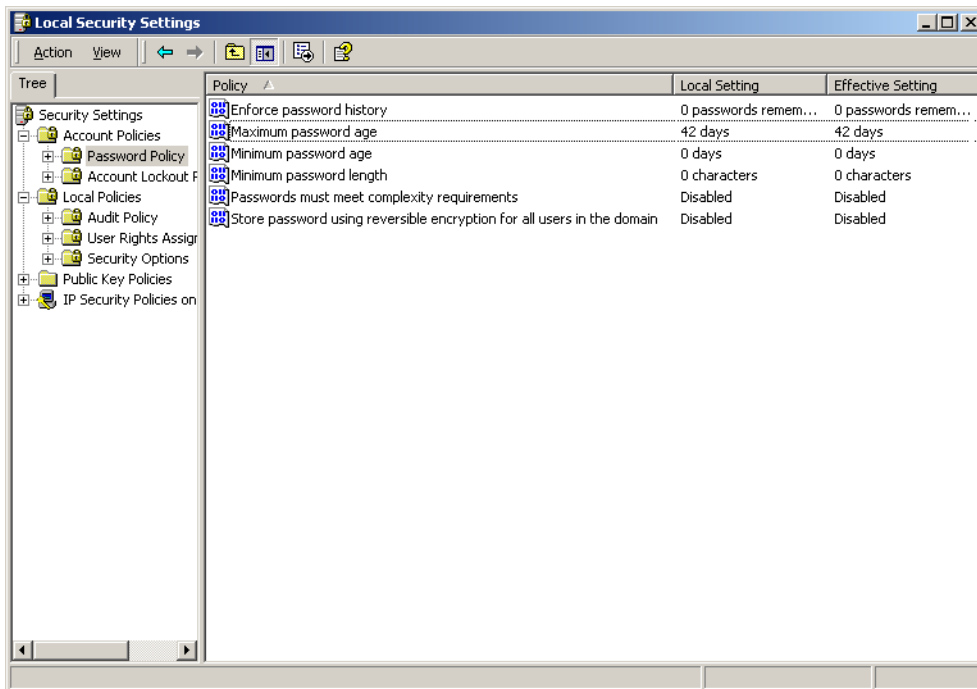 Local Security Settings
Action View
Tree
Security Settings
Account Policies
Password Policy
Account Lockout P
Local Policies
Audit Policy
User Rights Assigr
Security Options
Public Key Policies
IP Security Policies on
Policy Local Setting Effective Setting
Enforce password history 0 passwords remem... 0 passwords remem...
Maximum password age 42 days 42 days
Minimum password age 0 days 0 days
Minimum password length 0 characters 0 characters
Passwords must meet complexity requirements Disabled Disabled
Store password using reversible encryption for all users in the domain Disabled Disabled